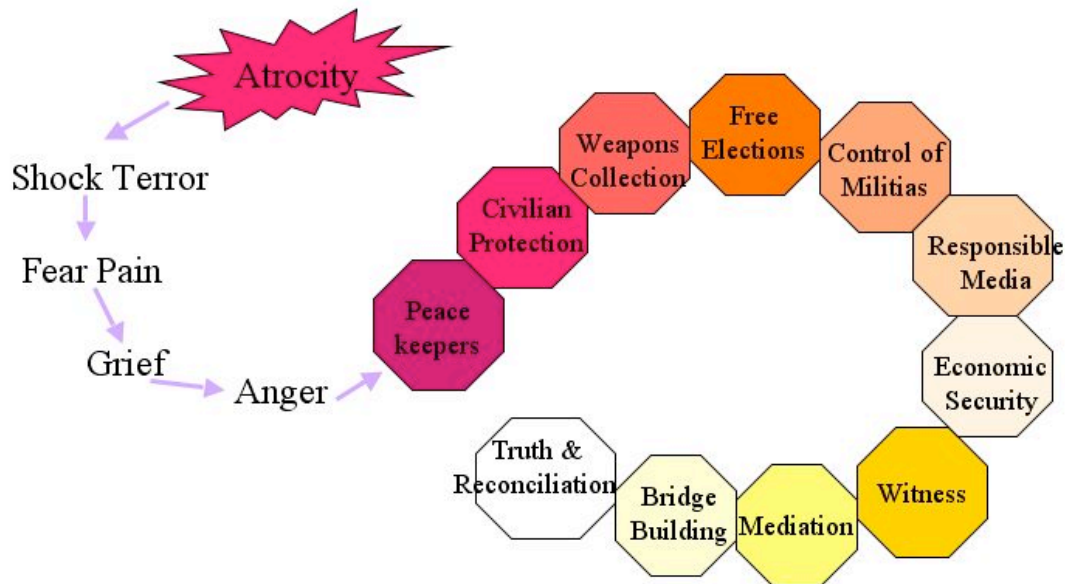 Atrocity
Shock Terror
Fear Pain
Grief
Anger
Peace
keepers
Civilian
Protection
Weapons
Collection
Free
Elections
Control of
Militias
Responsible
Media
Economic
Security
Witness
Mediation
Bridge
Building
Truth &
Reconciliation